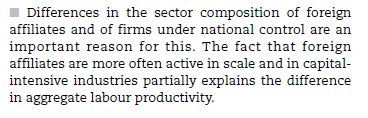 ■ Differences in the sector composition of foreign
affiliates and of firms under national control are an
important reason for this. The fact that foreign
affiliates are more often active in scale and in capital-
intensive industries partially explains the difference
in aggregate labour productivity.